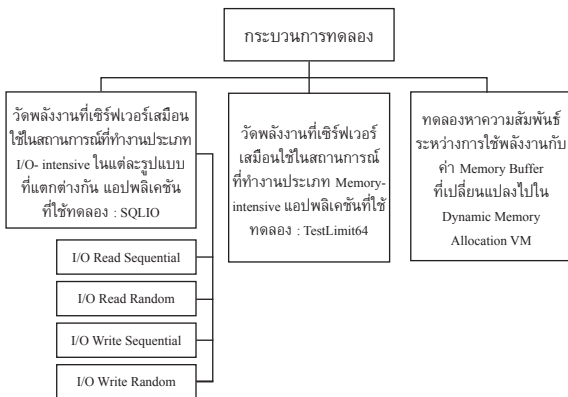 กระบวนการทดลอง
วัดพลังงานที่เซิร์ฟเวอร์เสมือน
ใช้ในสถานการณ์ที่ทำงานประเภท
I/O- intensive ในแต่ละรูปแบบ
ที่แตกต่างกัน แอปพลิเคชัน
ที่ใช้ทดลอง : SQLIO
I/O Read Sequential
I/O Read Random
I/O Write Sequential
I/O Write Random
วัดพลังงานที่เซิร์ฟเวอร์
เสมือนใช้ในสถานการณ์
ที่ทำงานประเภท Memory-
intensive แอปพลิเคชันที่ใช้
ทดลอง : TestLimit64
ทดลองหาความสัมพันธ์
ระหว่างการใช้พลังงานกับ
ค่า Memory Buffer
ที่เปลี่ยนแปลงไปใน
Dynamic Memory
Allocation VM